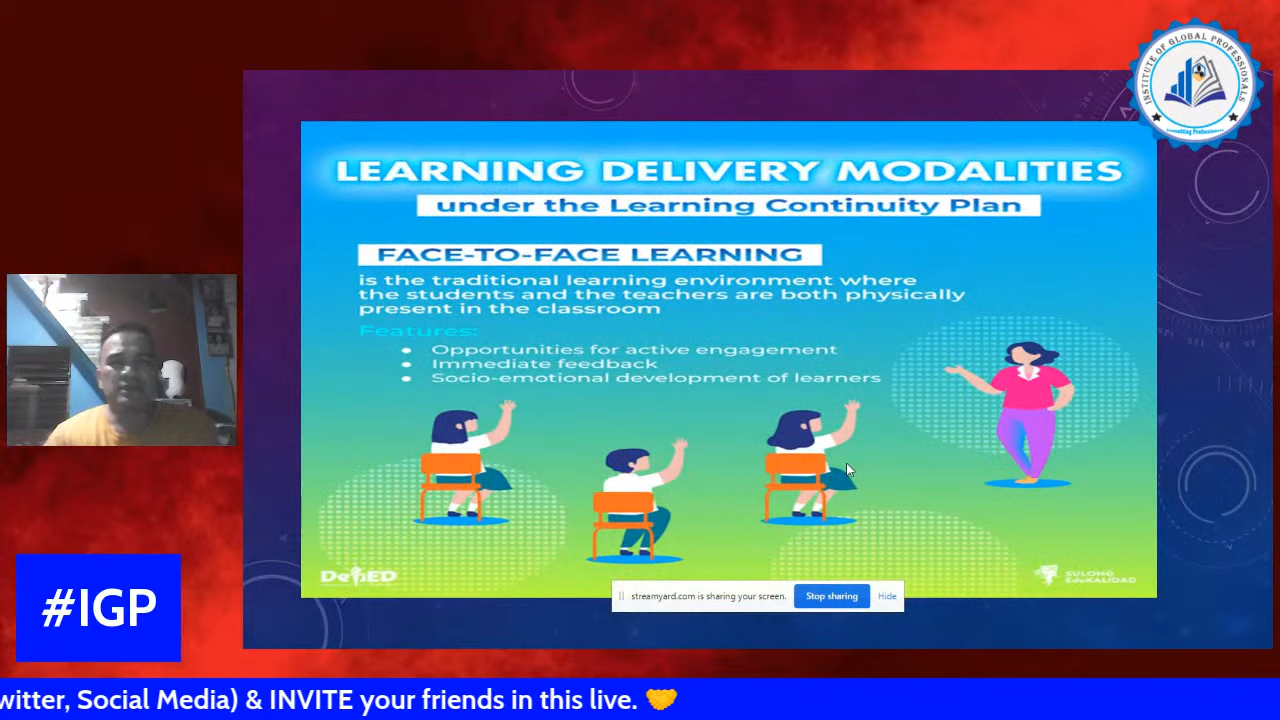 INSTITUTE OF GLOBAL PROFESSIONALS
LEARNING DELIVERY MODALITIES
under the Learning Continuity Plan
FACE-TO-FACE LEARNING
is the traditional learning environment where
the students and the teachers are both physically
present in the classroom
Features:
● Opportunities for active engagement
● Immediate feedback
● Socio-emotional development of learners
DepED
SULONG
EduKALIDAD
streamyard.com is sharing your screen.
Stop sharing
Hide
#IGP
witter, Social Media) & INVITE your friends in this live. 🤝